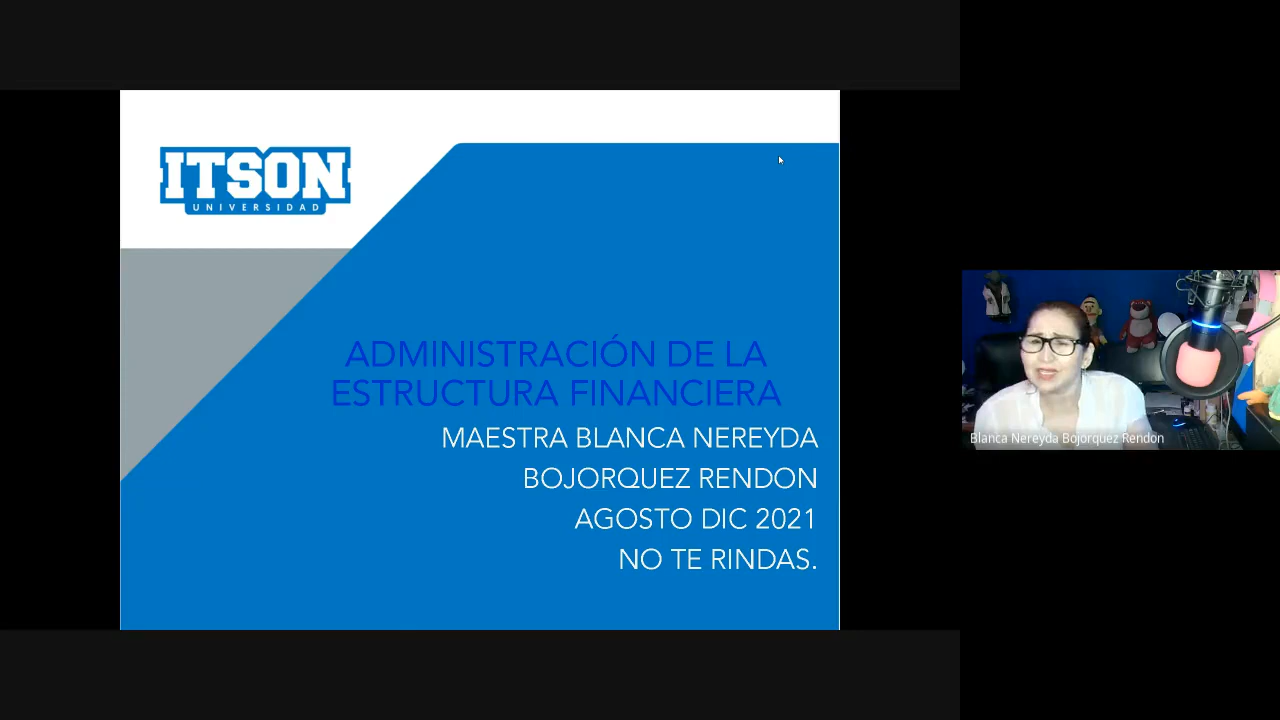 ITSON
UNIVERSIDAD
ADMINISTRACIÓN DE LA
ESTRUCTURA FINANCIERA
MAESTRA BLANCA NEREYDA
BOJORQUEZ RENDON
AGOSTO DIC 2021
NO TE RINDAS.
Blanca Nereyda Bojorquez Rendon